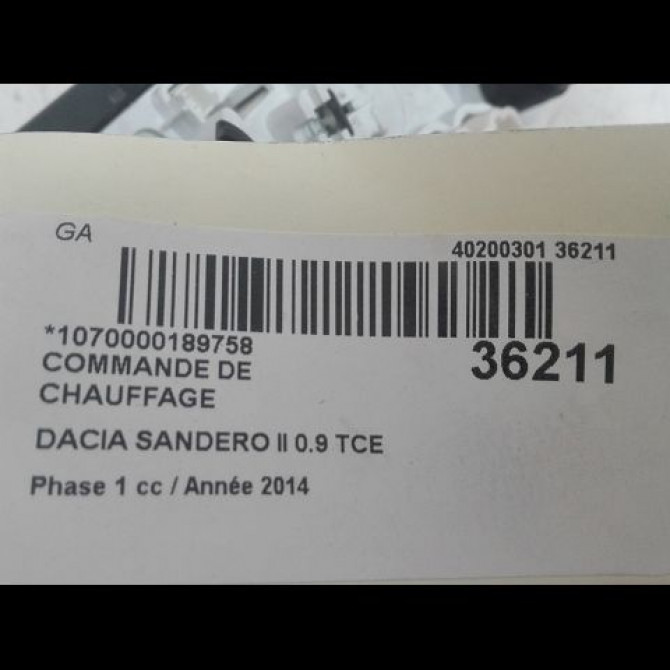 GA
40200301 36211
*1070000189758
36211
COMMANDE DE
CHAUFFAGE
DACIA SANDERO II 0.9 TCE
Phase 1 cc / Année 2014